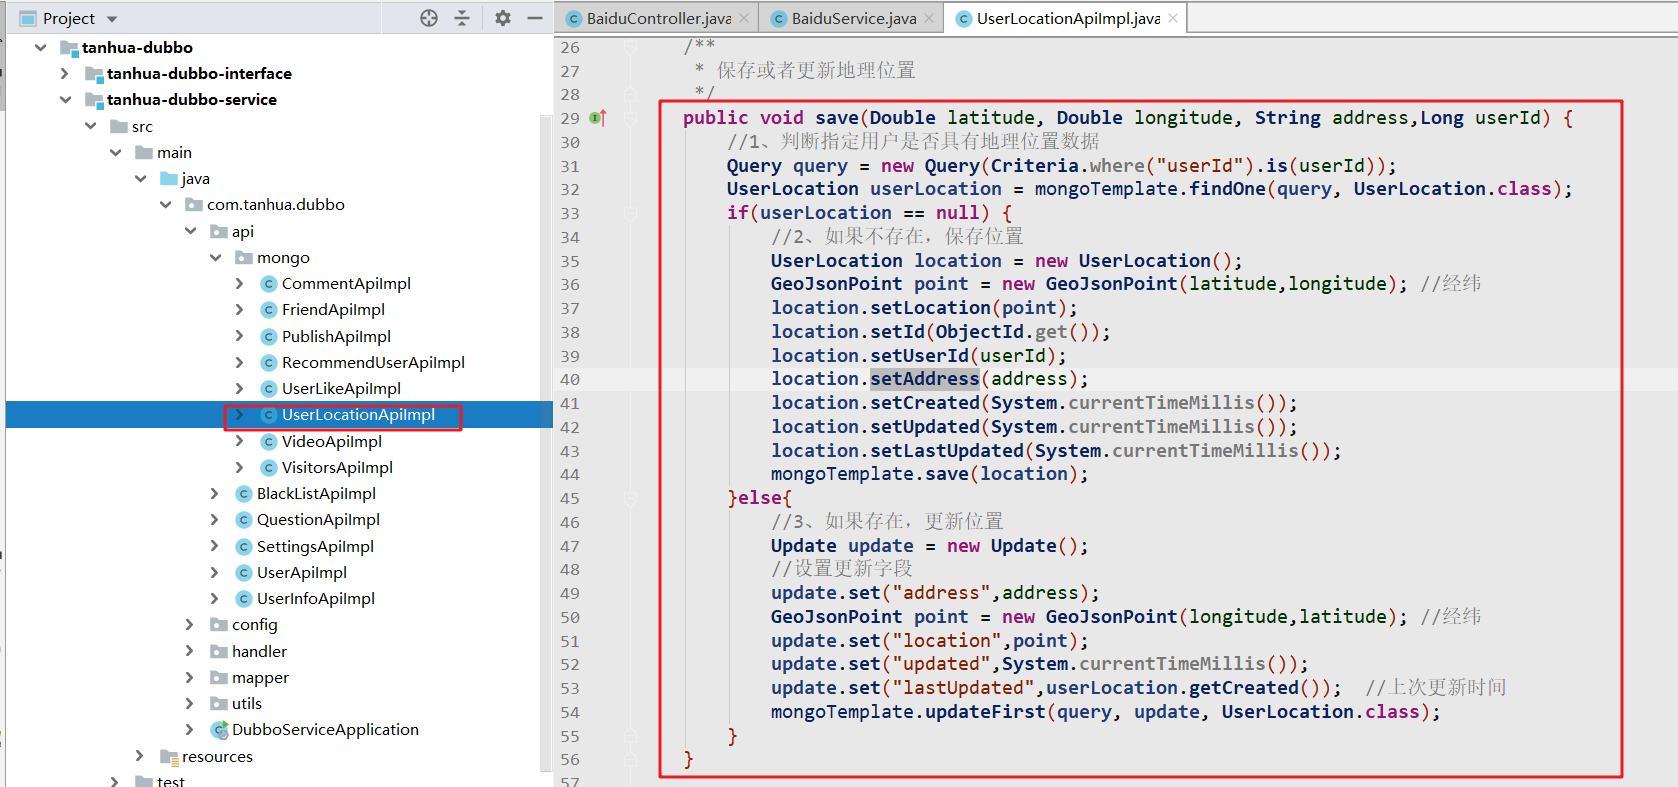 Project
tanhua-dubbo
tanhua-dubbo-interface
tanhua-dubbo-service
src
main
java
com.tanhua.dubbo
api
mongo
CommentApiImpl
FriendApiImpl
PublishApiImpl
RecommendUserApiImpl
UserLikeApiImpl
UserLocationApiImpl
VideoApiImpl
VisitorsApiImpl
BlackListApiImpl
QuestionApiImpl
SettingsApiImpl
UserApiImpl
UserInfoApiImpl
config
handler
mapper
utils
DubboServiceApplication
resources
test
BaiduController.java
BaiduService.java
UserLocationApiImpl.java
26 /**
27 * 保存或者更新地理位置
28 */
29 public void save(Double latitude, Double longitude, String address,Long userId) {
30 //1、判断指定用户是否具有地理位置数据
31 Query query = new Query(Criteria.where("userId").is(userId));
32 UserLocation userLocation = mongoTemplate.findOne(query, UserLocation.class);
33 if(userLocation == null) {
34 //2、如果不存在，保存位置
35 UserLocation location = new UserLocation();
36 GeoJsonPoint point = new GeoJsonPoint(latitude,longitude); //经纬
37 location.setLocation(point);
38 location.setId(ObjectId.get());
39 location.setUserId(userId);
40 location.setAddress(address);
41 location.setCreated(System.currentTimeMillis());
42 location.setUpdated(System.currentTimeMillis());
43 location.setLastUpdated(System.currentTimeMillis());
44 mongoTemplate.save(location);
45 }else{
46 //3、如果存在，更新位置
47 Update update = new Update();
48 //设置更新字段
49 update.set("address",address);
50 GeoJsonPoint point = new GeoJsonPoint(longitude,latitude); //经纬
51 update.set("location",point);
52 update.set("updated",System.currentTimeMillis());
53 update.set("lastUpdated",userLocation.getCreated()); //上次更新时间
54 mongoTemplate.updateFirst(query, update, UserLocation.class);
55 }
56 }
57